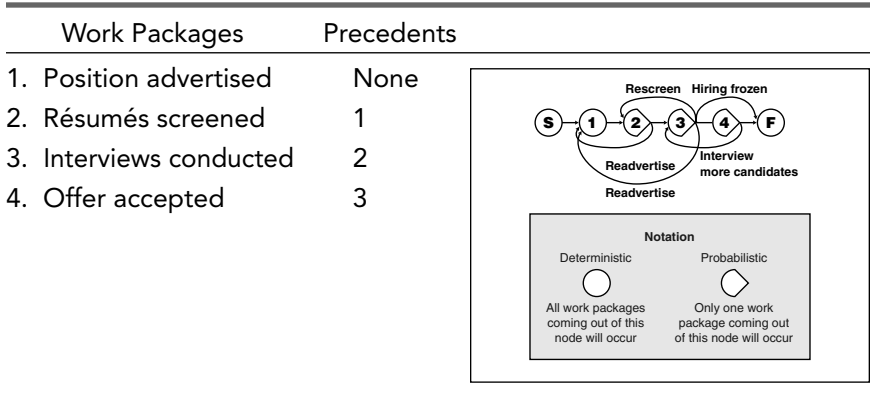 Work Packages Precedents
1. Position advertised None
2. Résumés screened 1
3. Interviews conducted 2
4. Offer accepted 3
Rescreen Hiring frozen
S 1 2 3 4 F
Readvertise
Interview
more candidates
Readvertise
Notation
Deterministic
All work packages
coming out of this
node will occur
Probabilistic
Only one work
package coming out
of this node will occur